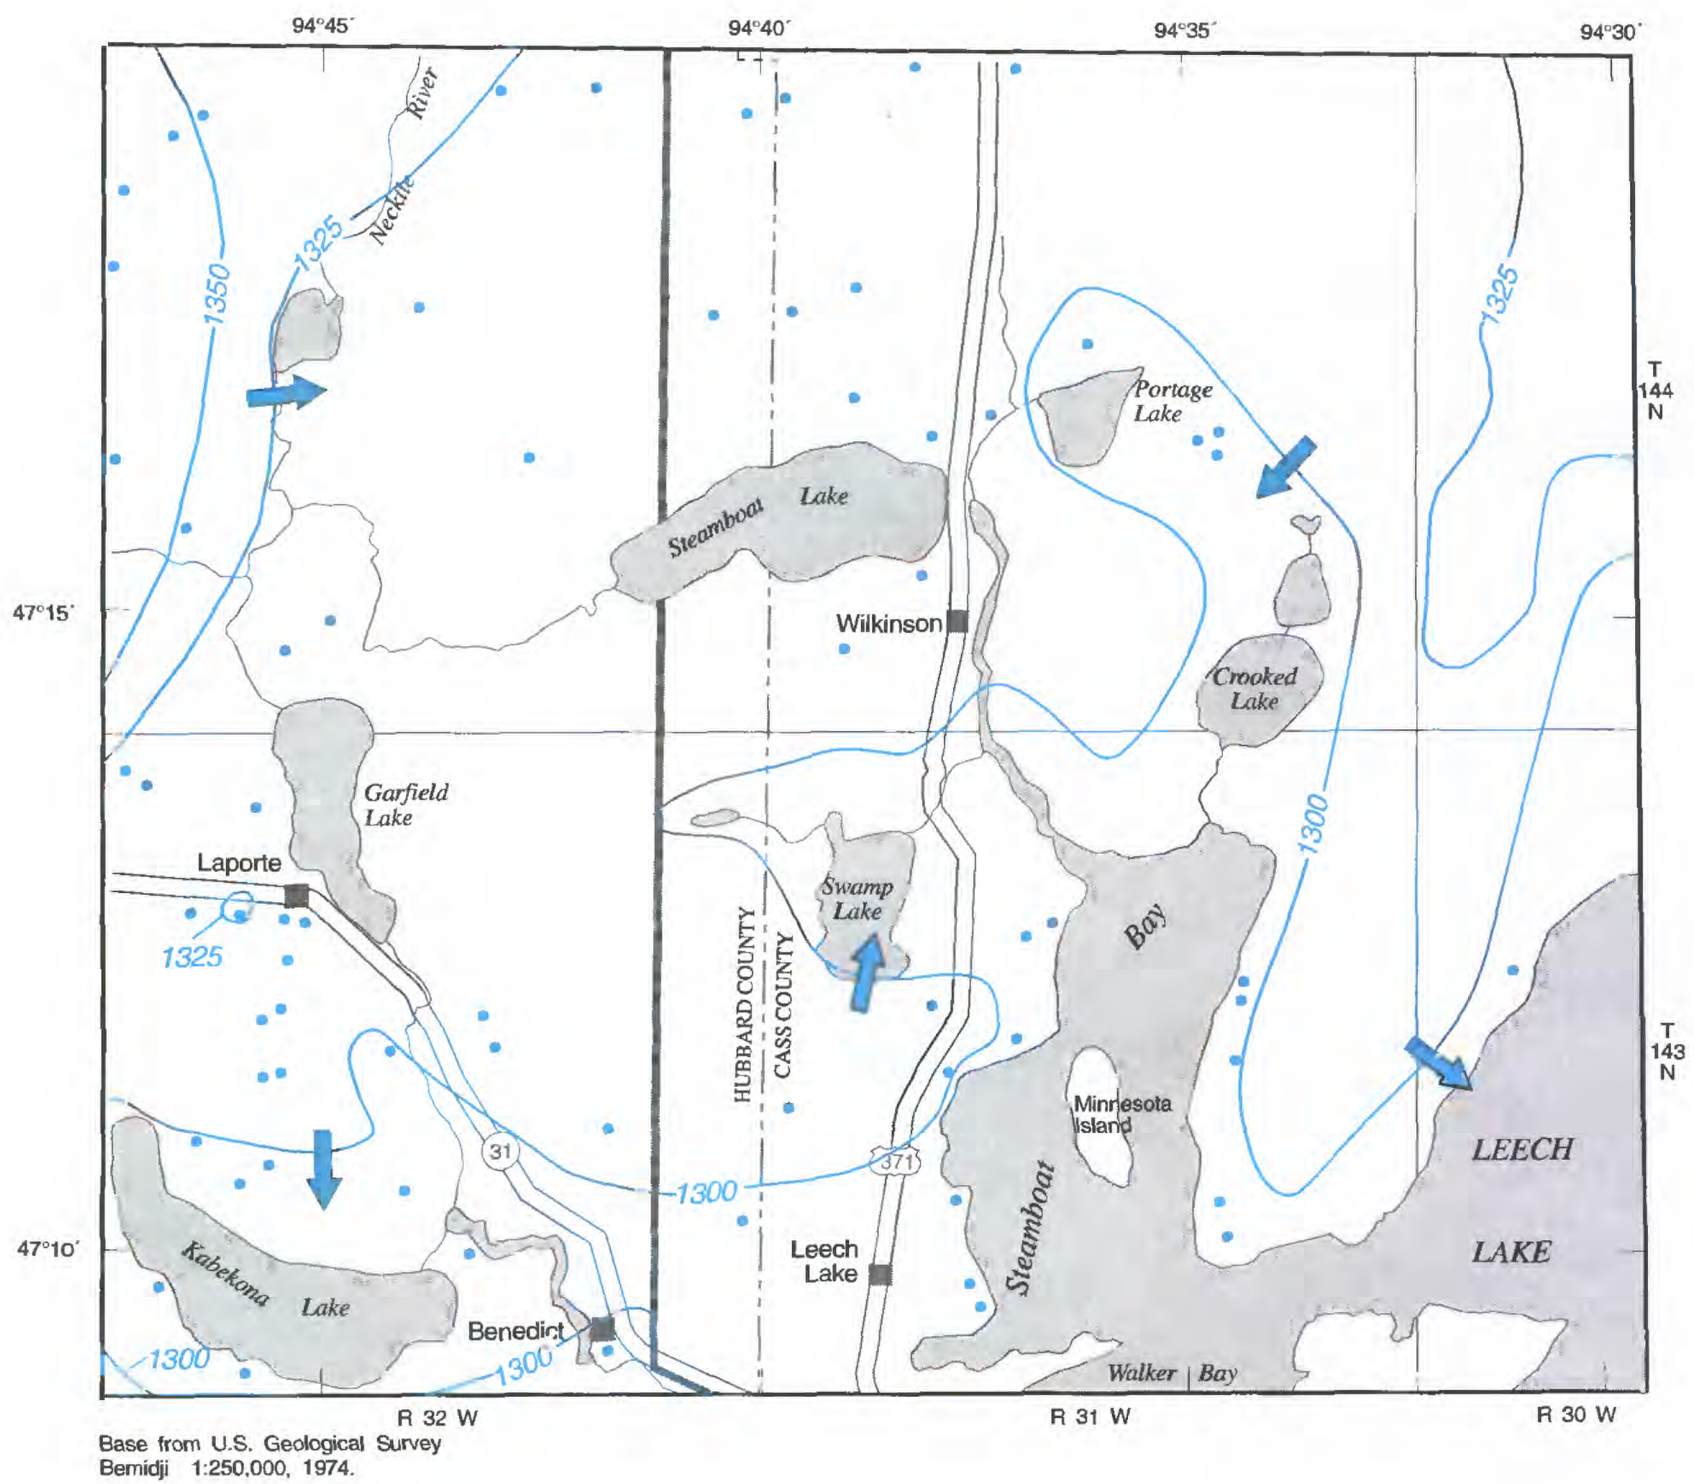 94°45′
94°40′
94°35′
94°30′
River
Neckile
1325
1350
1325
T
144
N
Portage
Lake
Steamboat Lake
47°15′
Wilkinson
Crooked
Lake
Garfield
Lake
1300
Laporte
Swamp
Lake
Bay
1325
HUBBARD COUNTY
CASS COUNTY
T
143
N
Minnesota
Island
31
371
LEECH
1300
Steamboat
47°10′
Kabekona Lake
Leech
Lake
LAKE
Benedict
1300
1300
Walker Bay
R 32 W
R 31 W
R 30 W
Base from U.S. Geological Survey
Bemidji 1:250,000, 1974.